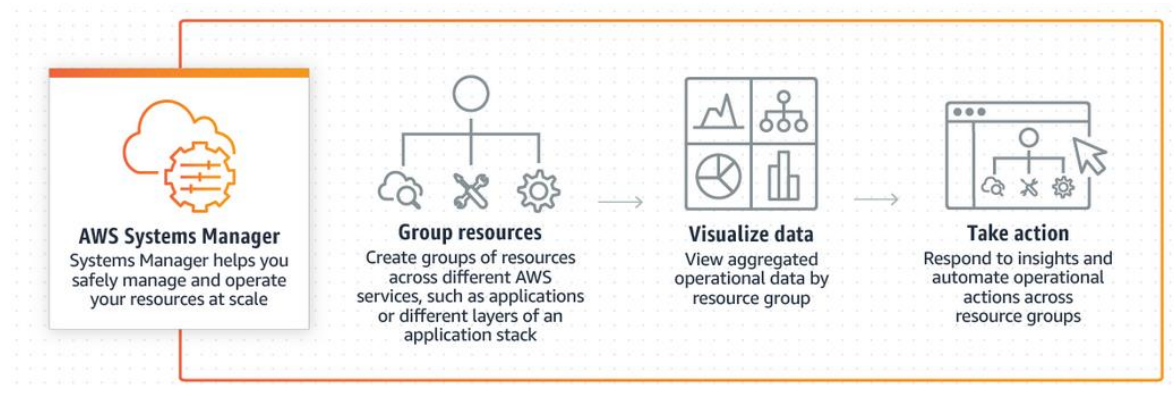 AWS Systems Manager
Systems Manager helps you
safely manage and operate
your resources at scale
Group resources
Create groups of resources
across different AWS
services, such as applications
or different layers of an
application stack
Visualize data
View aggregated
operational data by
resource group
Take action
Respond to insights and
automate operational
actions across
resource groups